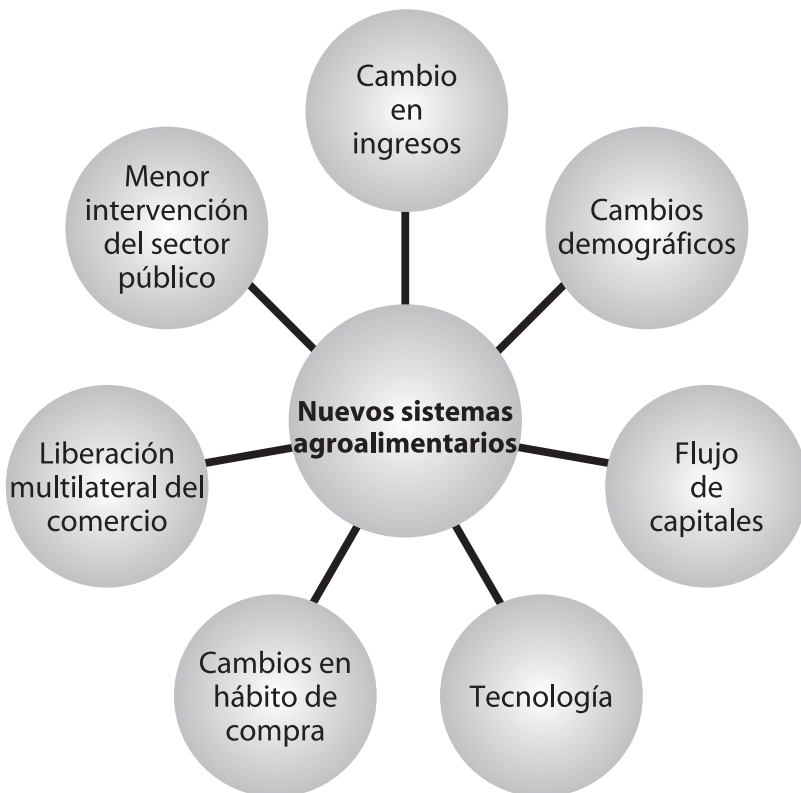 Cambio
en
ingresos
Cambios
demográficos
Flujo
de
capitales
Tecnología
Cambios en
hábito de
compra
Liberación
multilateral del
comercio
Menor
intervención
del sector
público
Nuevos sistemas
agroalimentarios